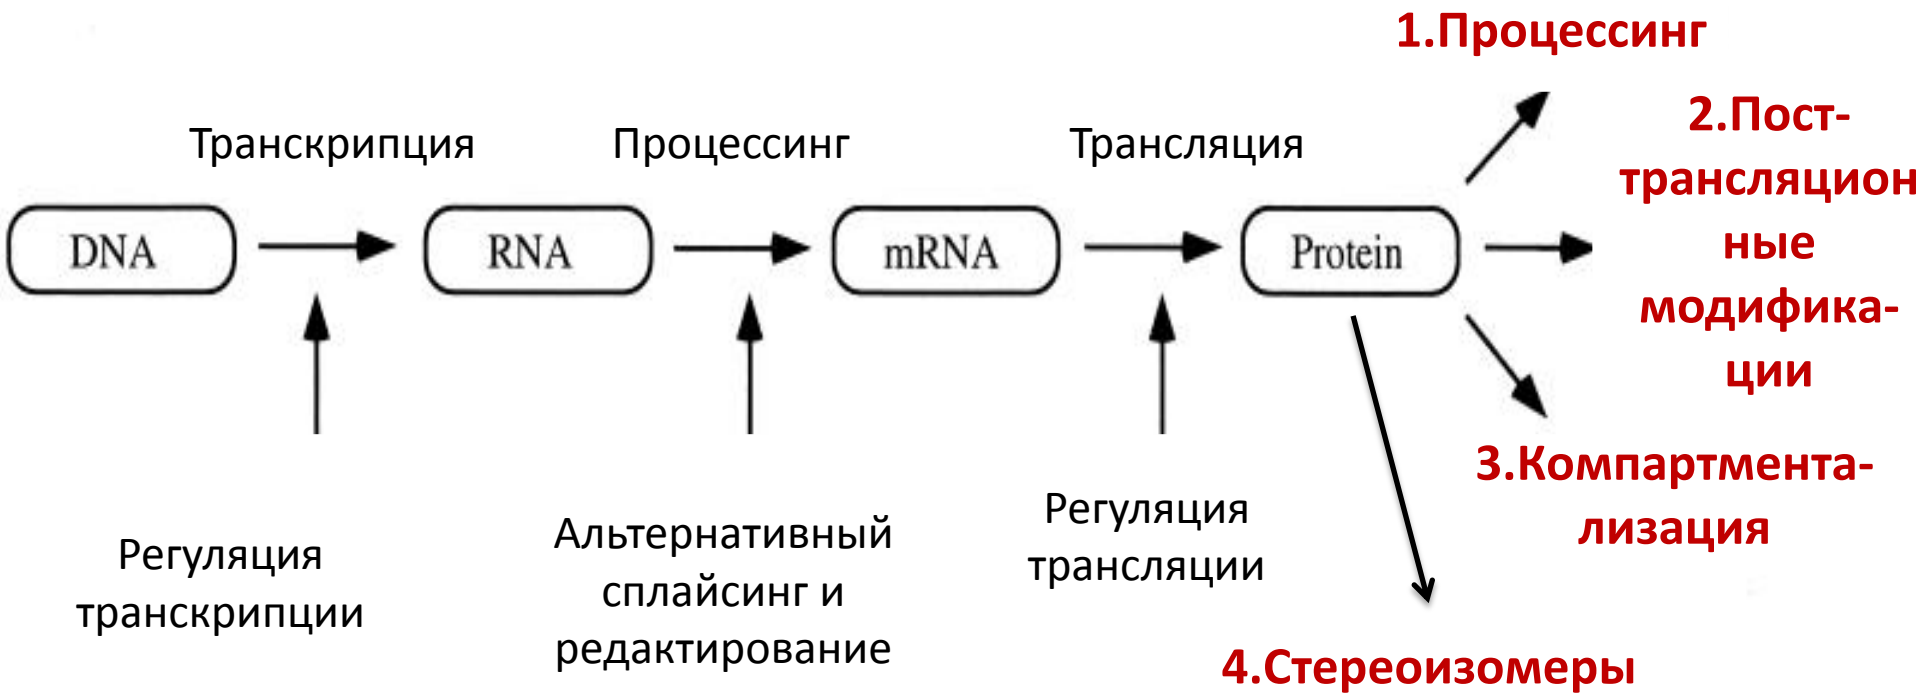 1.Процессинг
2.Пост-
трансляцион
ные
модифика-
ции
Транскрипция
Процессинг
Трансляция
DNA
RNA
mRNA
Protein
3.Компартмента-
лизация
Регуляция
транскрипции
Альтернативный
сплайсинг и
редактирование
Регуляция
трансляции
4.Стереоизомеры